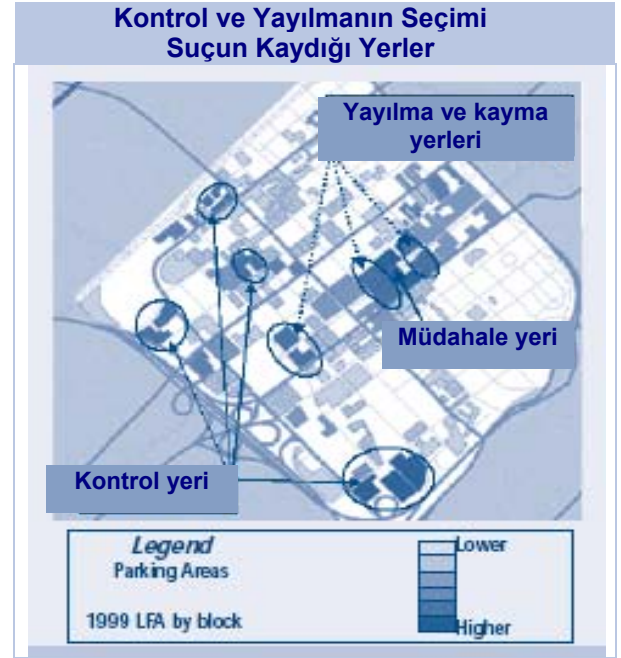 Kontrol ve Yayılmanın Seçimi
Suçun Kaydığı Yerler
Yayılma ve kayma
yerleri
Müdahale yeri
Kontrol yeri
Legend
Parking Areas
1999 LFA by block
Lower
Higher